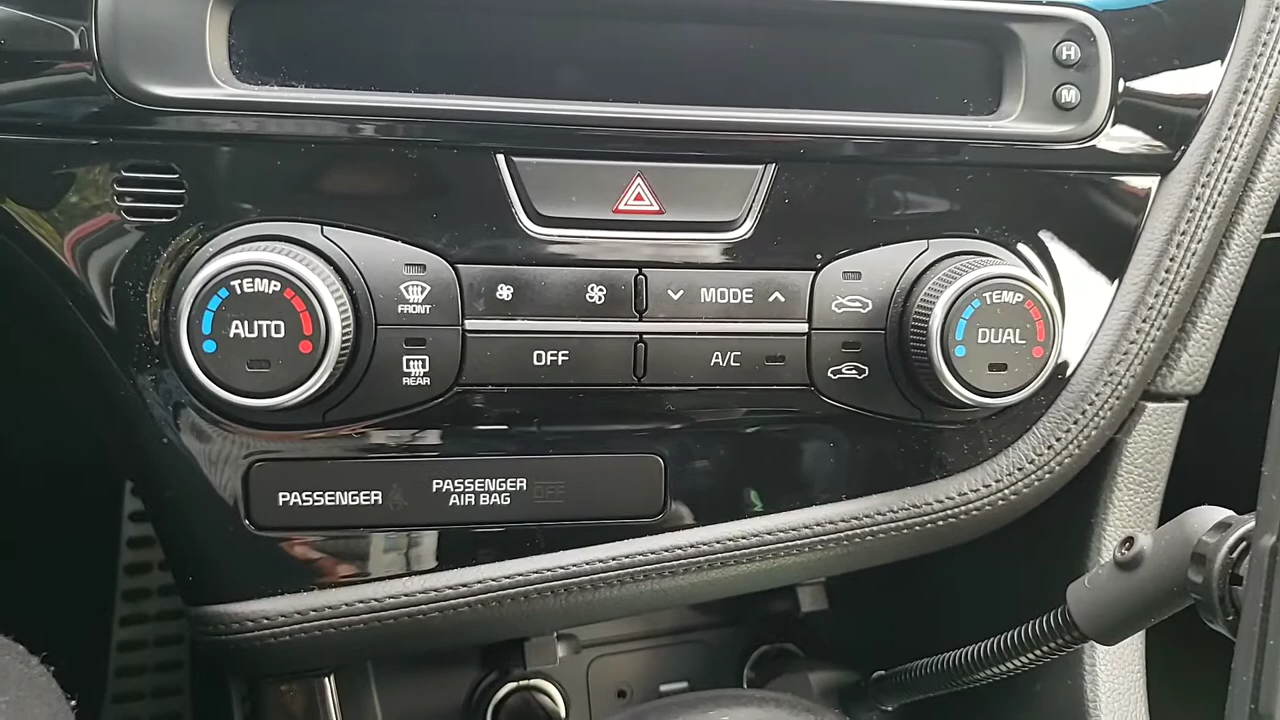 H
M
TEMP
AUTO
FRONT
REAR
MODE
OFF
A/C
TEMP
DUAL
PASSENGER
PASSENGER
AIR BAG
OFF